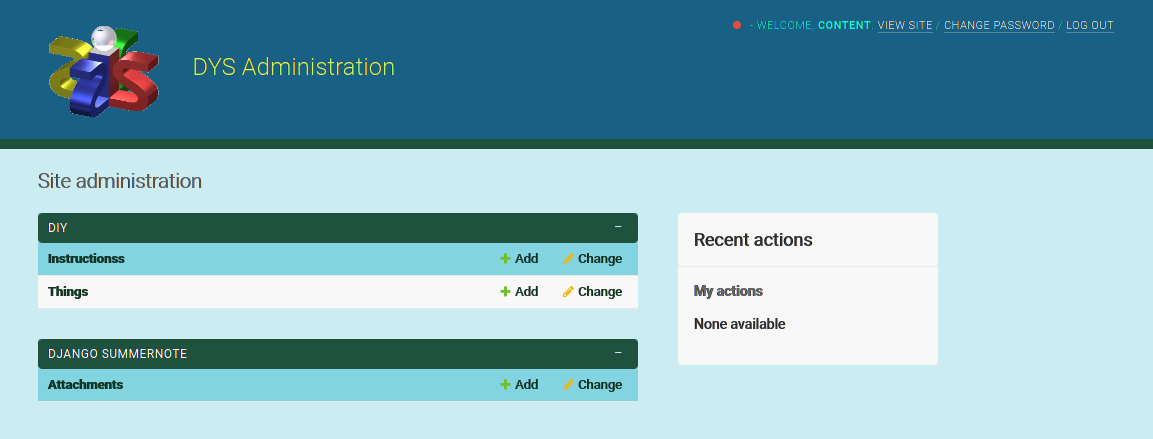 - WELCOME, CONTENT. VIEW SITE / CHANGE PASSWORD / LOG OUT
DYS Administration
Site administration
DIY –
Instructionss Add Change
Things Add Change
DJANGO SUMMERNOTE –
Attachments Add Change
Recent actions
My actions
None available